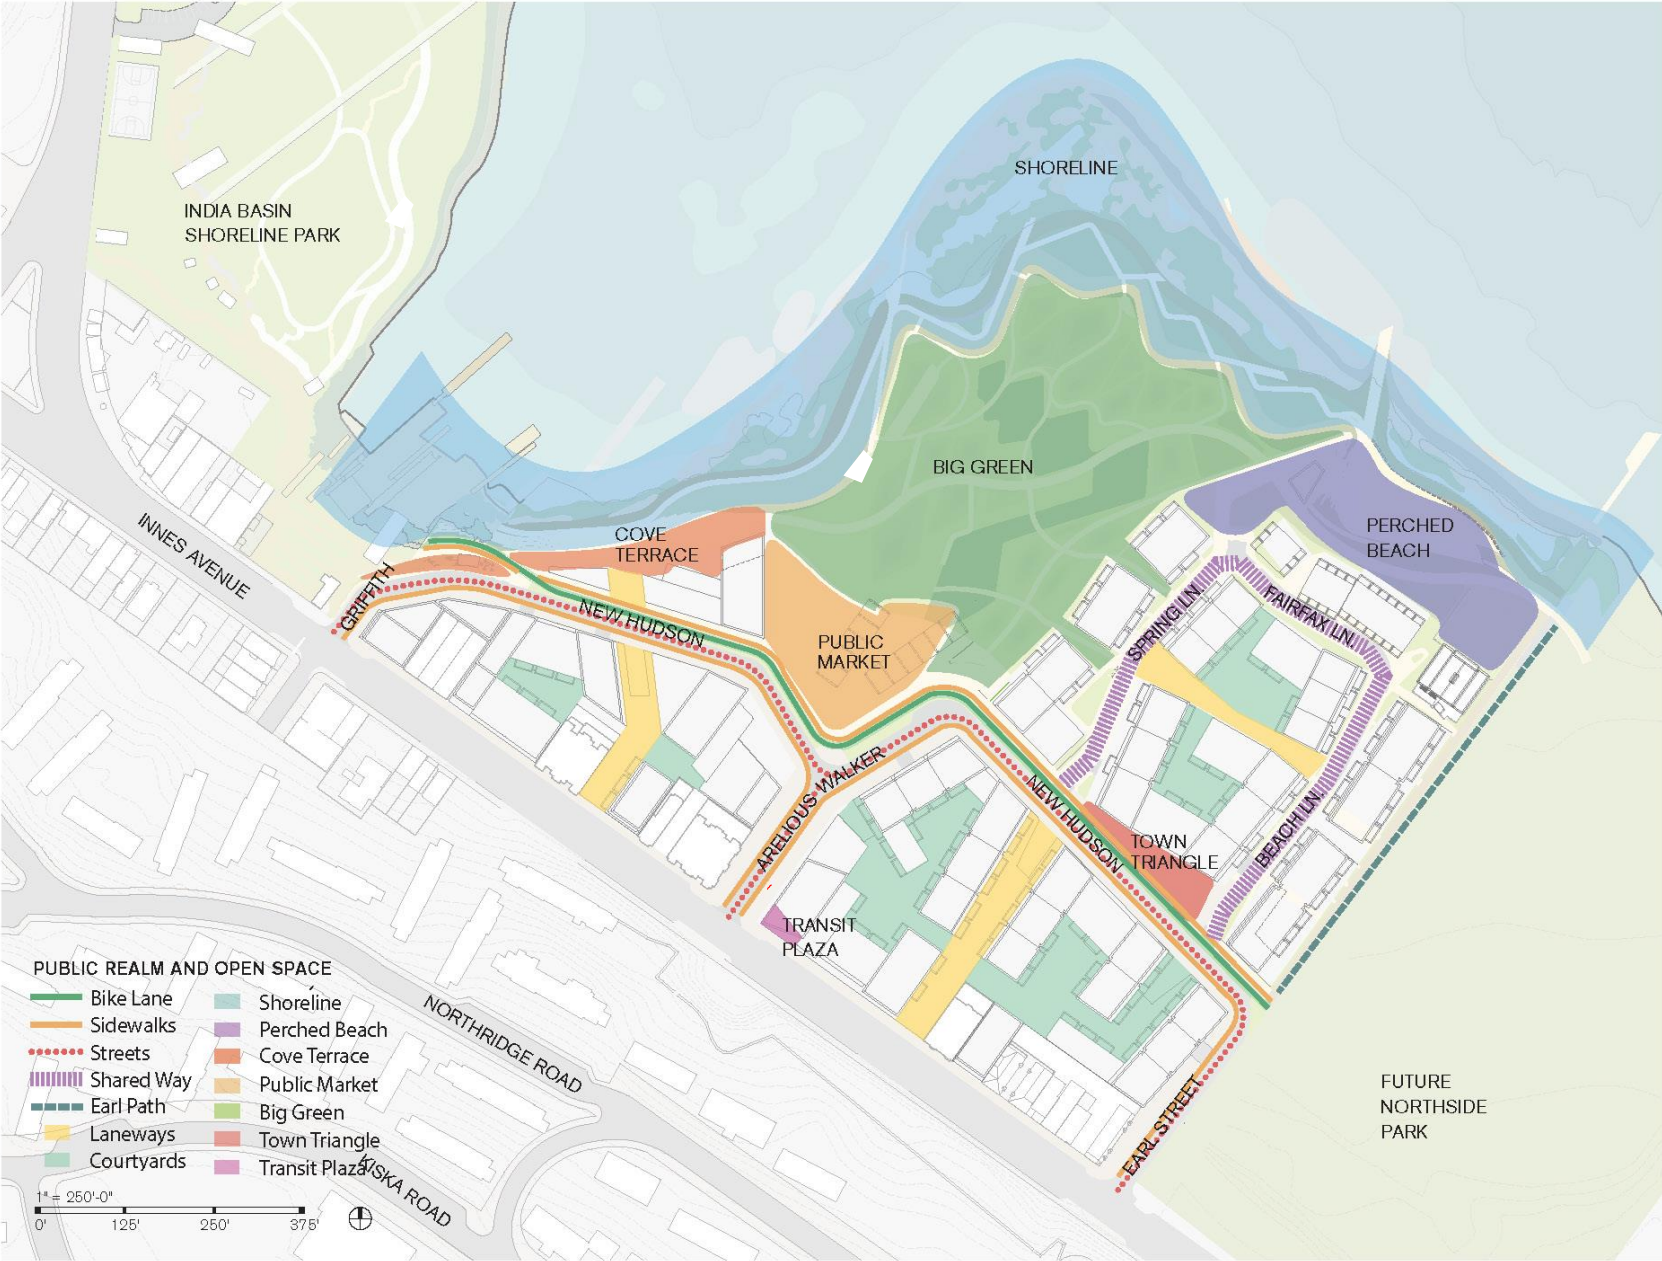 SHORELINE
INDIA BASIN
SHORELINE PARK
BIG GREEN
PERCHED
BEACH
COVE
TERRACE
INNES AVENUE
GRIFFITH
NEW HUDSON
PUBLIC
MARKET
SPRING LN.
FAIRFAX LN.
ARELIOUS WALKER
NEW HUDSON
TOWN
TRIANGLE
BEACH LN.
TRANSIT
PLAZA
NORTHRIDGE ROAD
KISKA ROAD
EARL STREET
FUTURE
NORTHSIDE
PARK
PUBLIC REALM AND OPEN SPACE
Bike Lane
Sidewalks
Streets
Shared Way
Earl Path
Laneways
Courtyards
Shoreline
Perched Beach
Cove Terrace
Public Market
Big Green
Town Triangle
Transit Plaza
1" = 250'-0"
0' 125' 250' 375'